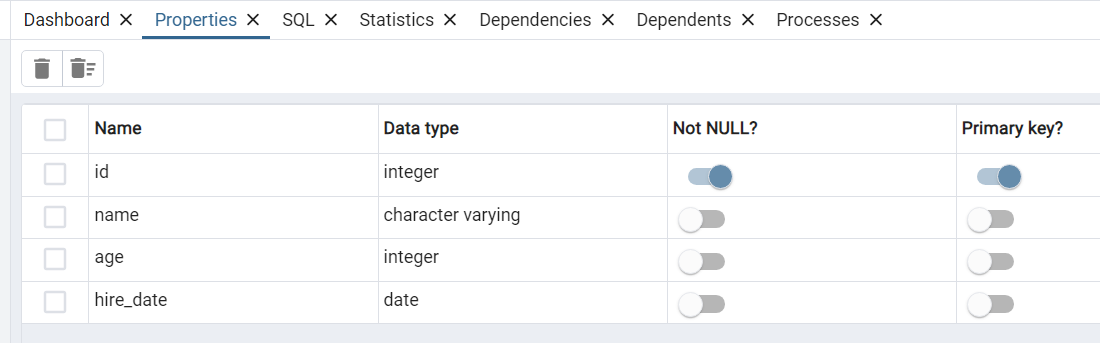 Dashboard Properties SQL Statistics Dependencies Dependents Processes
Name Data type Not NULL? Primary key?
id integer
name character varying
age integer
hire_date date